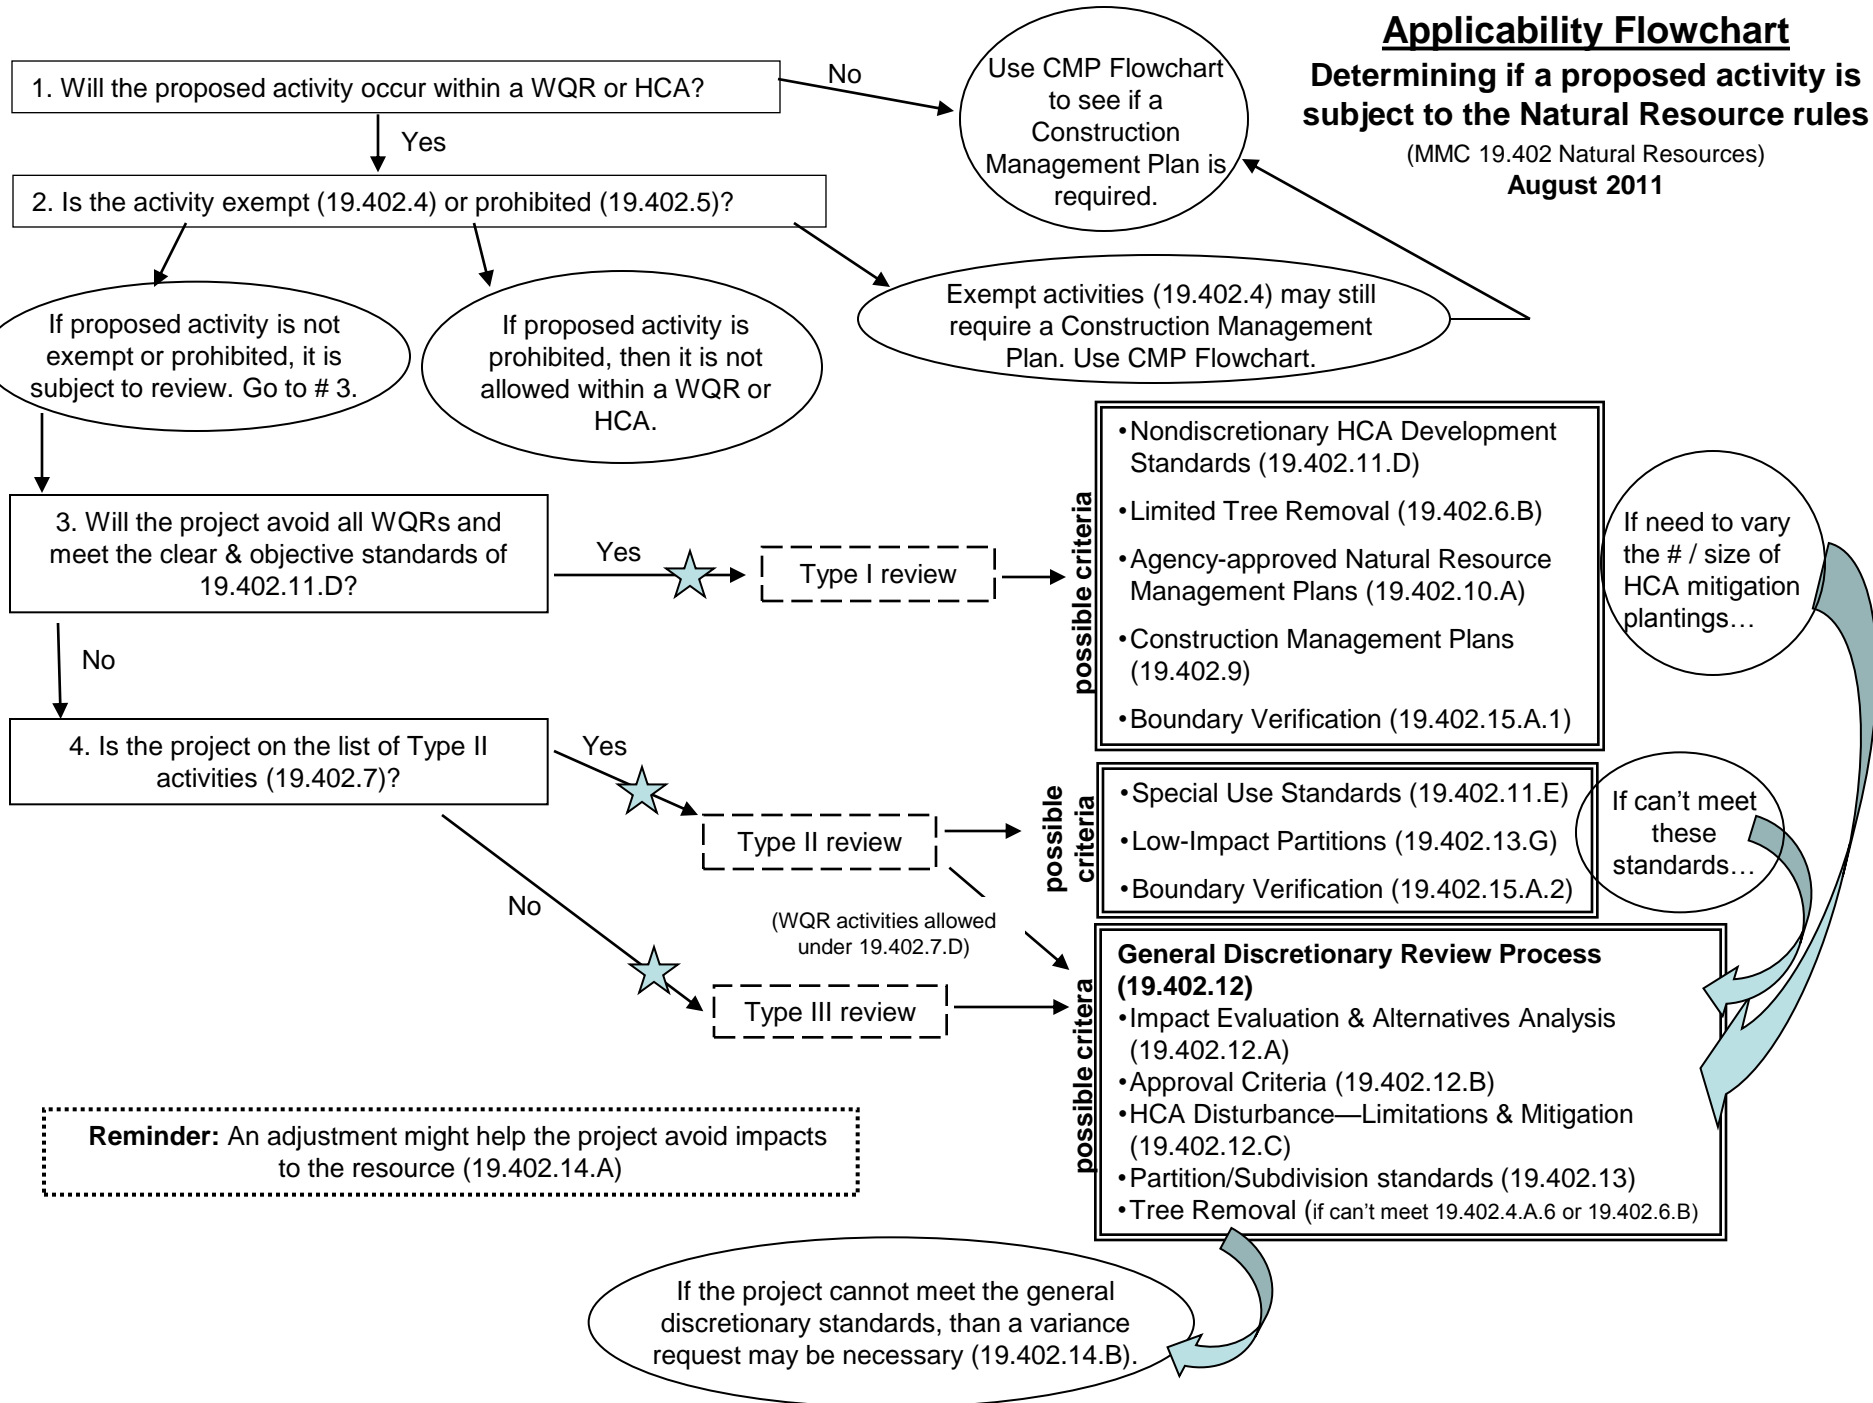 Applicability Flowchart
Determining if a proposed activity is
subject to the Natural Resource rules
(MMC 19.402 Natural Resources)
August 2011
1. Will the proposed activity occur within a WQR or HCA?
No
Use CMP Flowchart
to see if a
Construction
Management Plan is
required.
Yes
2. Is the activity exempt (19.402.4) or prohibited (19.402.5)?
If proposed activity is not
exempt or prohibited, it is
subject to review. Go to # 3.
If proposed activity is
prohibited, then it is not
allowed within a WQR or
HCA.
Exempt activities (19.402.4) may still
require a Construction Management
Plan. Use CMP Flowchart.
3. Will the project avoid all WQRs and
meet the clear & objective standards of
19.402.11.D?
Yes
Type I review
possible criteria
•Nondiscretionary HCA Development
Standards (19.402.11.D)
•Limited Tree Removal (19.402.6.B)
•Agency-approved Natural Resource
Management Plans (19.402.10.A)
•Construction Management Plans
(19.402.9)
•Boundary Verification (19.402.15.A.1)
If need to vary
the # / size of
HCA mitigation
plantings…
No
4. Is the project on the list of Type II
activities (19.402.7)?
Yes
Type II review
possible
criteria
•Special Use Standards (19.402.11.E)
•Low-Impact Partitions (19.402.13.G)
•Boundary Verification (19.402.15.A.2)
If can't meet
these
standards…
No
(WQR activities allowed
under 19.402.7.D)
Type III review
possible critera
General Discretionary Review Process
(19.402.12)
•Impact Evaluation & Alternatives Analysis
(19.402.12.A)
•Approval Criteria (19.402.12.B)
•HCA Disturbance—Limitations & Mitigation
(19.402.12.C)
•Partition/Subdivision standards (19.402.13)
•Tree Removal (if can't meet 19.402.4.A.6 or 19.402.6.B)
Reminder: An adjustment might help the project avoid impacts
to the resource (19.402.14.A)
If the project cannot meet the general
discretionary standards, than a variance
request may be necessary (19.402.14.B).